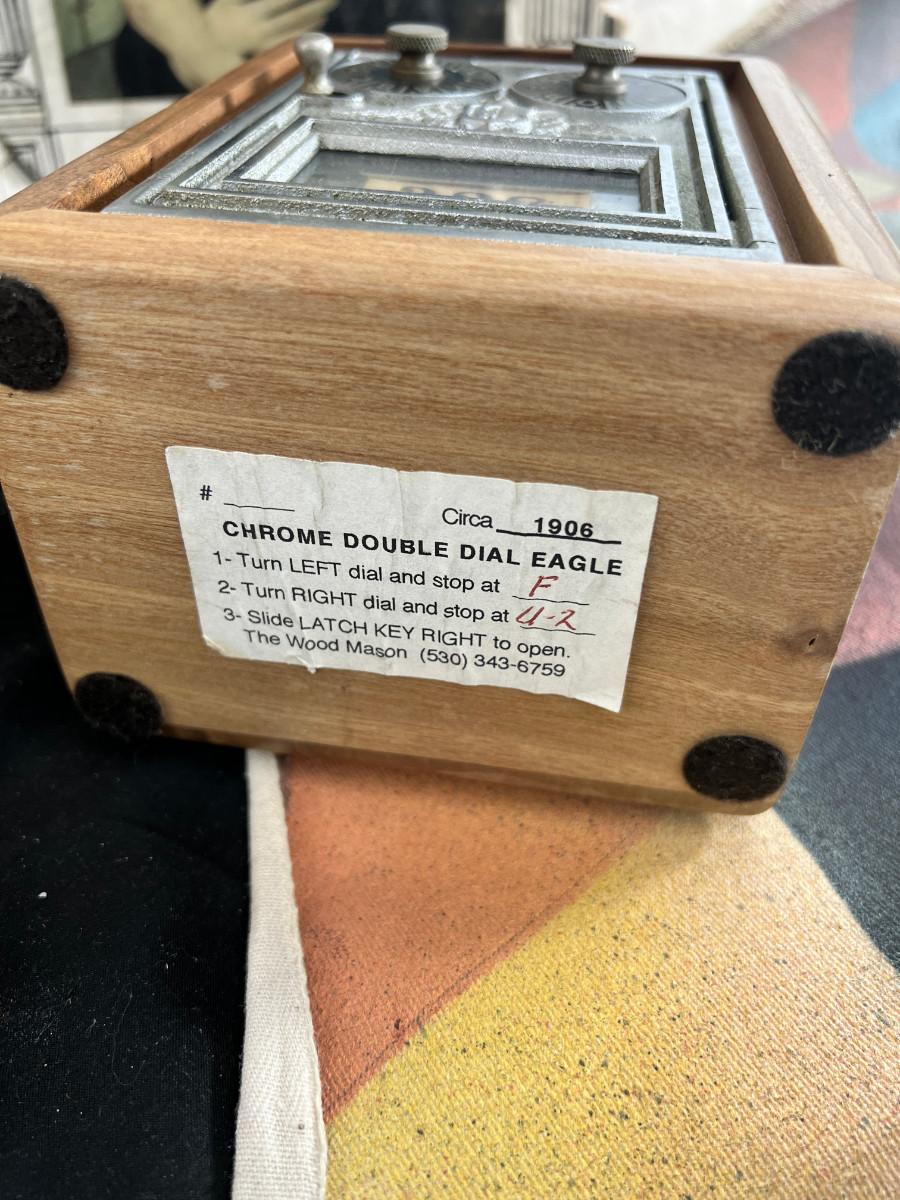 # ____ Circa 1906
CHROME DOUBLE DIAL EAGLE
1- Turn LEFT dial and stop at F
2- Turn RIGHT dial and stop at U-2
3- Slide LATCH KEY RIGHT to open.
The Wood Mason (530) 343-6759